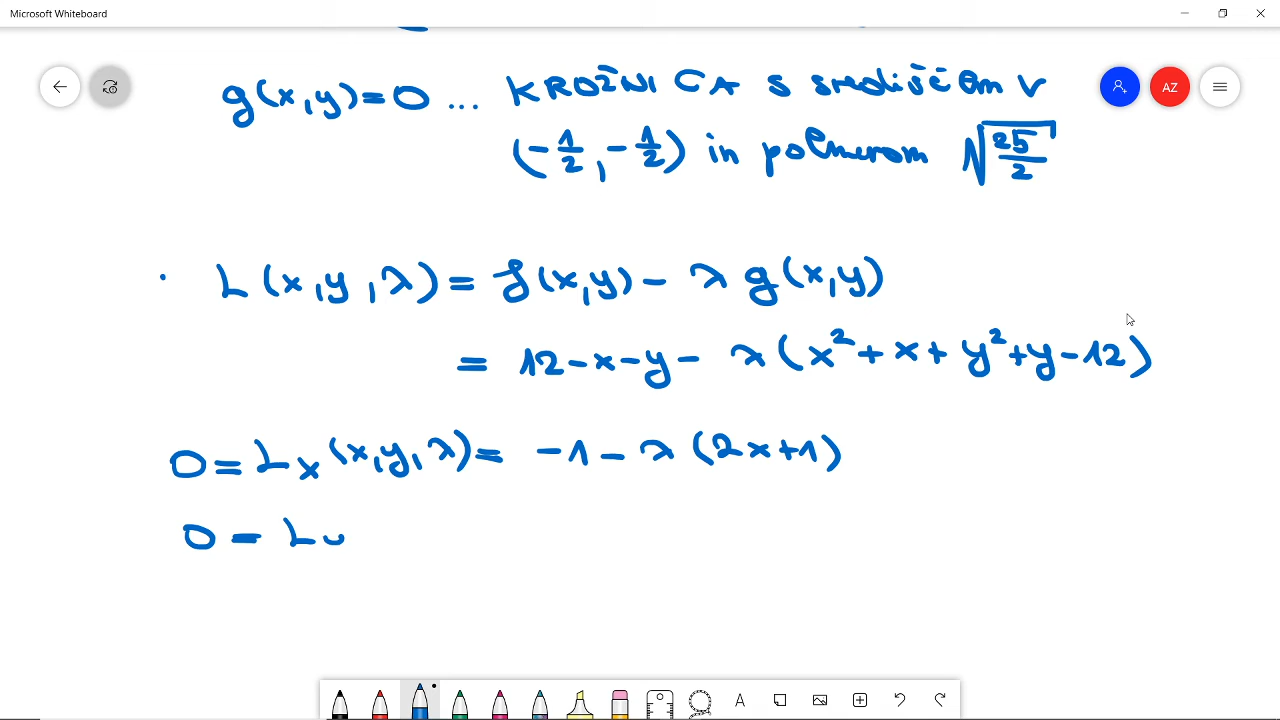 Microsoft Whiteboard
AZ
g(x,y)=0 ... KROŽNICA s središčem v
(-1/2, -1/2) in polmerom √(25/2)
· L(x,y,λ) = f(x,y) - λ g(x,y)
= 12-x-y- λ(x²+x+y²+y-12)
0 = Lx(x,y,λ) = -1-λ(2x+1)
0 = L
A